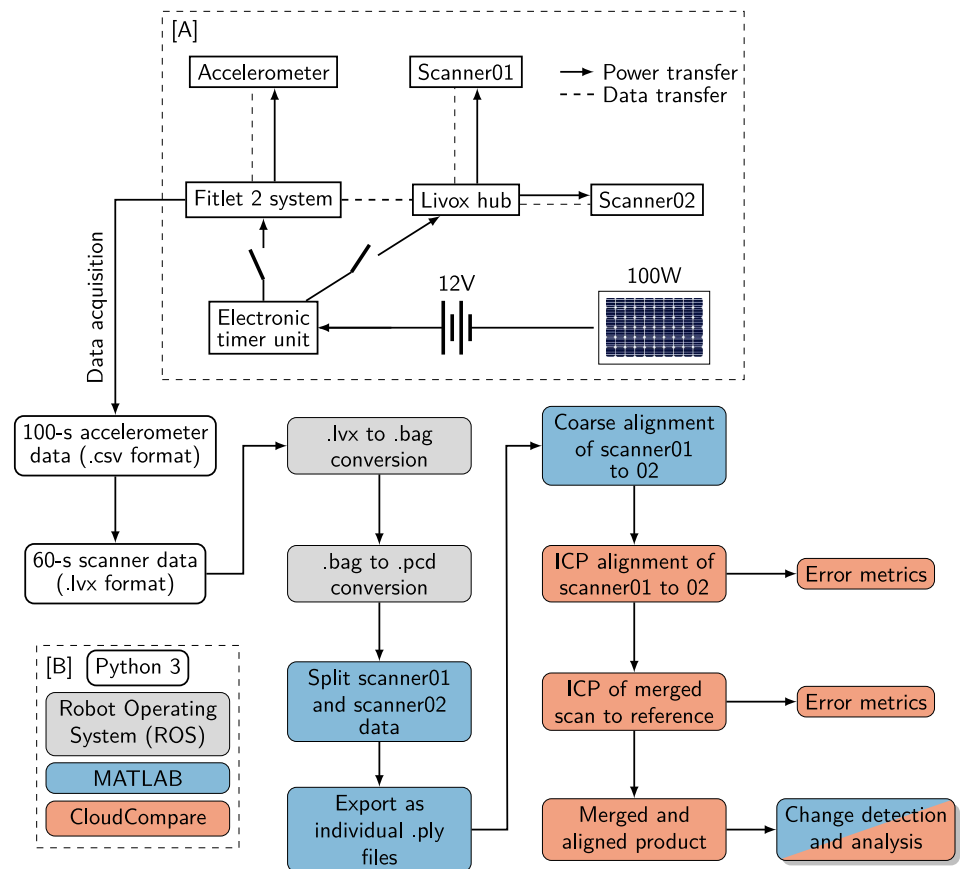 [A]
Accelerometer
Scanner01
Power transfer
Data transfer
Fitlet 2 system
Livox hub
Scanner02
Data acquisition
12V
100W
Electronic
timer unit
100-s accelerometer
data (.csv format)
60-s scanner data
(.lvx format)
.lvx to .bag
conversion
.bag to .pcd
conversion
Split scanner01
and scanner02
data
Export as
individual .ply
files
Coarse alignment
of scanner01
to 02
ICP alignment of
scanner01 to 02
Error metrics
ICP of merged
scan to reference
Error metrics
Merged and
aligned product
Change detection
and analysis
[B]
Python 3
Robot Operating
System (ROS)
MATLAB
CloudCompare